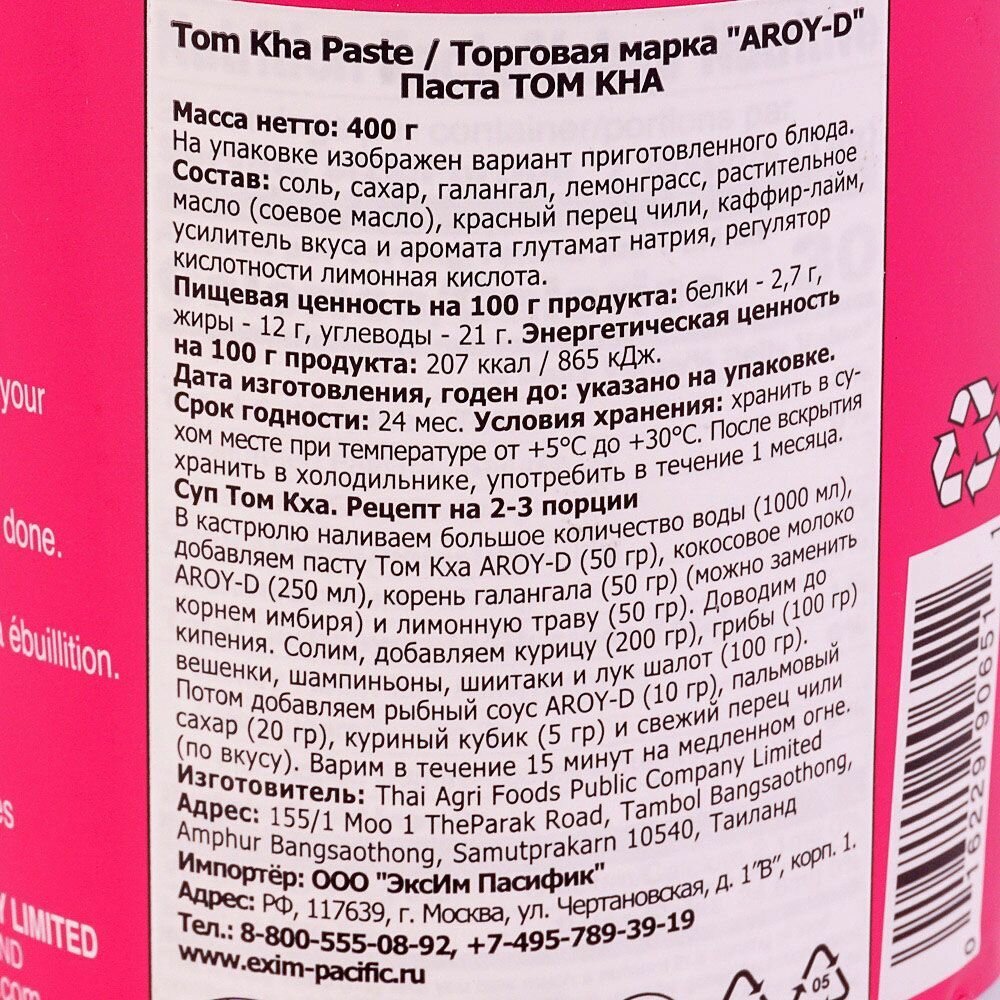 Tom Kha Paste / Торговая марка "AROY-D"
Паста ТОМ КНА
Масса нетто: 400 г
На упаковке изображен вариант приготовленного блюда.
Состав: соль, сахар, галангал, лемонграсс, растительное
масло (соевое масло), красный перец чили, каффир-лайм,
усилитель вкуса и аромата глутамат натрия, регулятор
кислотности лимонная кислота.
Пищевая ценность на 100 г продукта: белки - 2,7 г,
жиры - 12 г, углеводы - 21 г. Энергетическая ценность
на 100 г продукта: 207 ккал / 865 кДж.
Дата изготовления, годен до: указано на упаковке.
Срок годности: 24 мес. Условия хранения: хранить в су-
хом месте при температуре от +5°С до +30°С. После вскрытия
хранить в холодильнике, употребить в течение 1 месяца.
Суп Том Кха. Рецепт на 2-3 порции
В кастрюлю наливаем большое количество воды (1000 мл),
добавляем пасту Том Кха AROY-D (50 гр), кокосовое молоко
AROY-D (250 мл), корень галангала (50 гр) (можно заменить
корнем имбиря) и лимонную траву (50 гр). Доводим до
кипения. Солим, добавляем курицу (200 гр), грибы (100 гр)
вешенки, шампиньоны, шиитаки и лук шалот (100 гр).
Потом добавляем рыбный соус AROY-D (10 гр), пальмовый
сахар (20 гр), куриный кубик (5 гр) и свежий перец чили
(по вкусу). Варим в течение 15 минут на медленном огне.
Изготовитель: Thai Agri Foods Public Company Limited
Адрес: 155/1 Moo 1 TheParak Road, Tambol Bangsaothong,
Amphur Bangsaothong, Samutprakarn 10540, Таиланд
Импортёр: ООО "ЭксИм Пасифик"
Адрес: РФ, 117639, г. Москва, ул. Чертановская, д. 1"В", корп. 1.
Тел.: 8-800-555-08-92, +7-495-789-39-19
www.exim-pacific.ru
your
done.
ébuillition.
LIMITED
.com
05
0 16229 90651 1